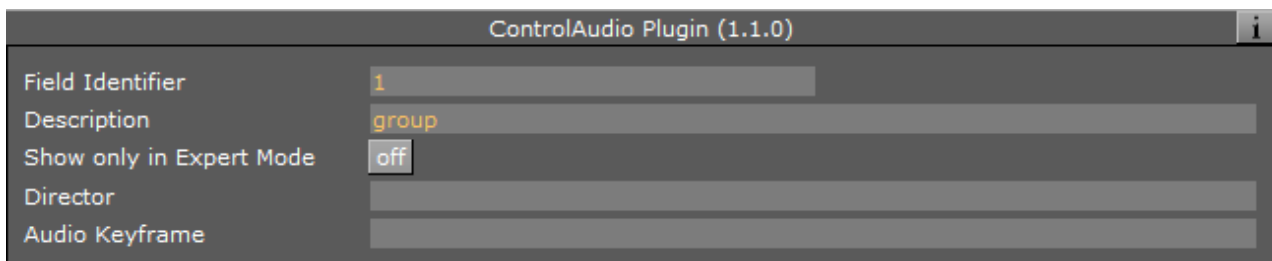 ControlAudio Plugin (1.1.0) i
Field Identifier 1
Description group
Show only in Expert Mode off
Director
Audio Keyframe